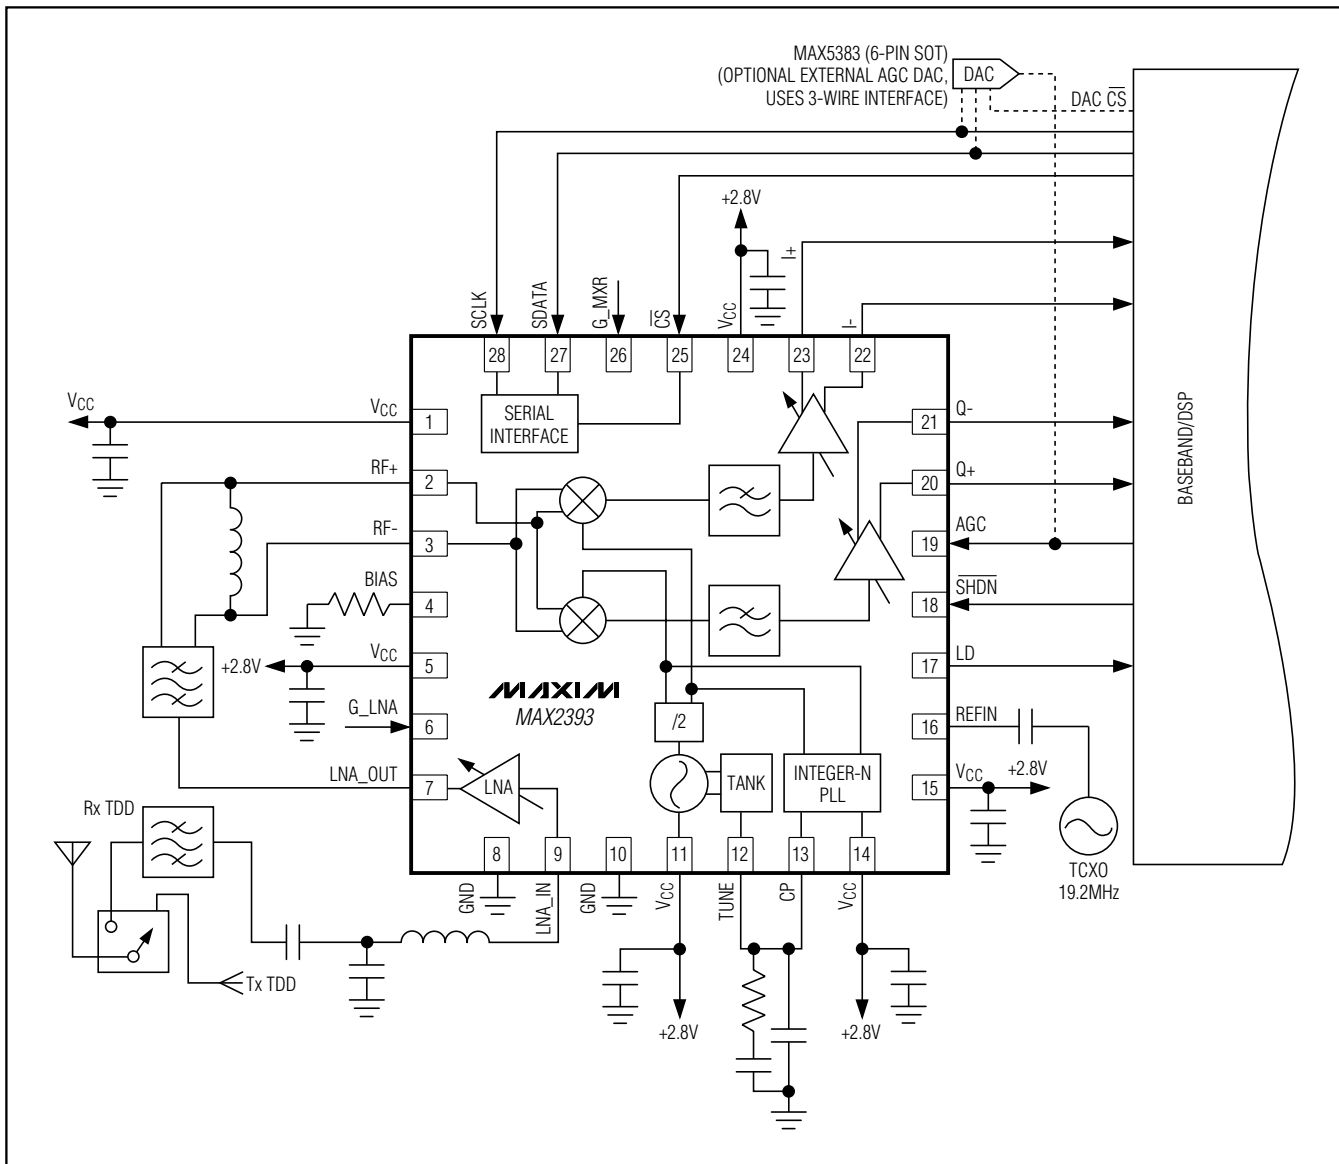 MAX5383 (6-PIN SOT)
(OPTIONAL EXTERNAL AGC DAC,
USES 3-WIRE INTERFACE)
DAC
DAC C̅S̅
+2.8V
SCLK
SDATA
G_MXR
C̅S̅
VCC
I+
I-
28
27
26
25
24
23
22
VCC
VCC
1
SERIAL
INTERFACE
21
Q-
RF+
2
20
Q+
RF-
3
19
AGC
BIAS
4
18
S̅H̅D̅N̅
+2.8V
VCC
5
17
LD
MAXIM
MAX2393
G_LNA
6
/2
16
REFIN
LNA_OUT
7
LNA
TANK
INTEGER-N
PLL
15
VCC
+2.8V
Rx TDD
8
9
10
11
12
13
14
GND
LNA_IN
GND
VCC
TUNE
CP
VCC
TCXO
19.2MHz
Tx TDD
+2.8V
+2.8V
BASEBAND/DSP